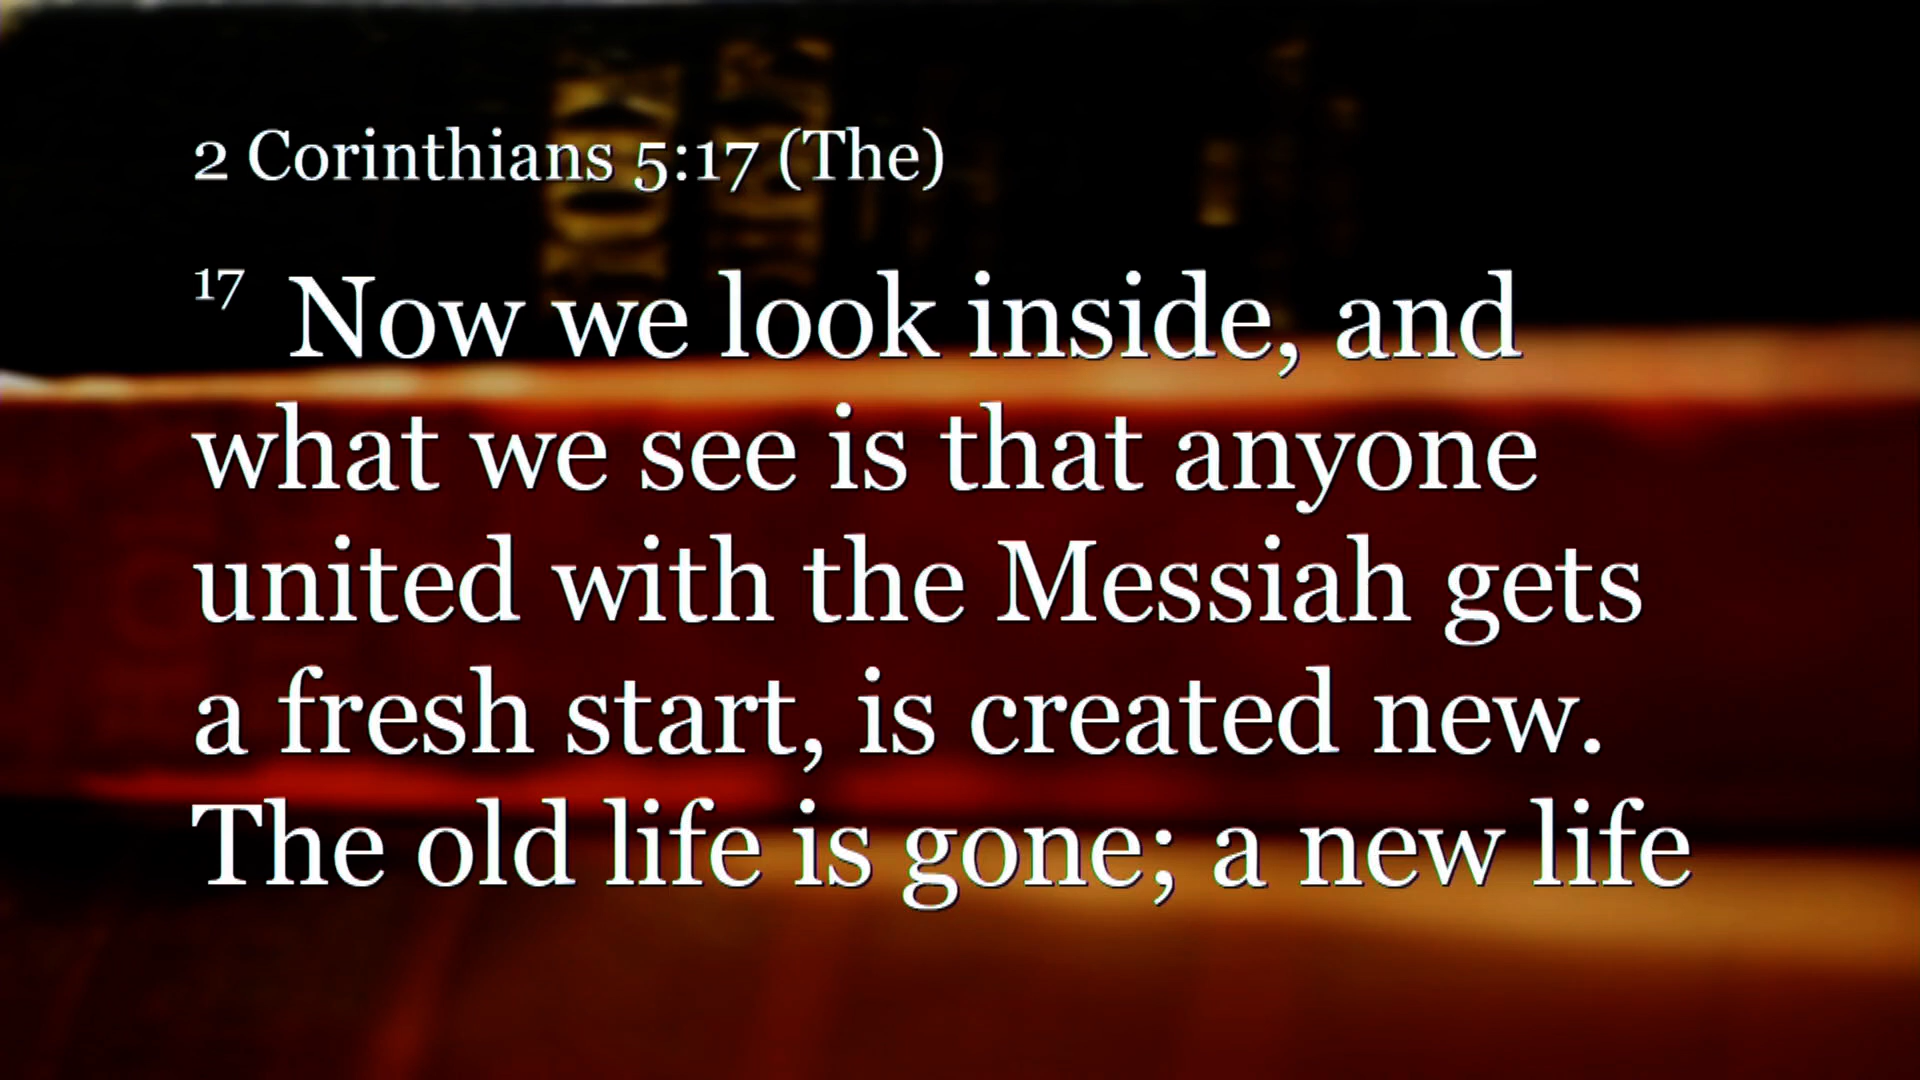 2 Corinthians 5:17 (The)
17 Now we look inside, and
what we see is that anyone
united with the Messiah gets
a fresh start, is created new.
The old life is gone; a new life